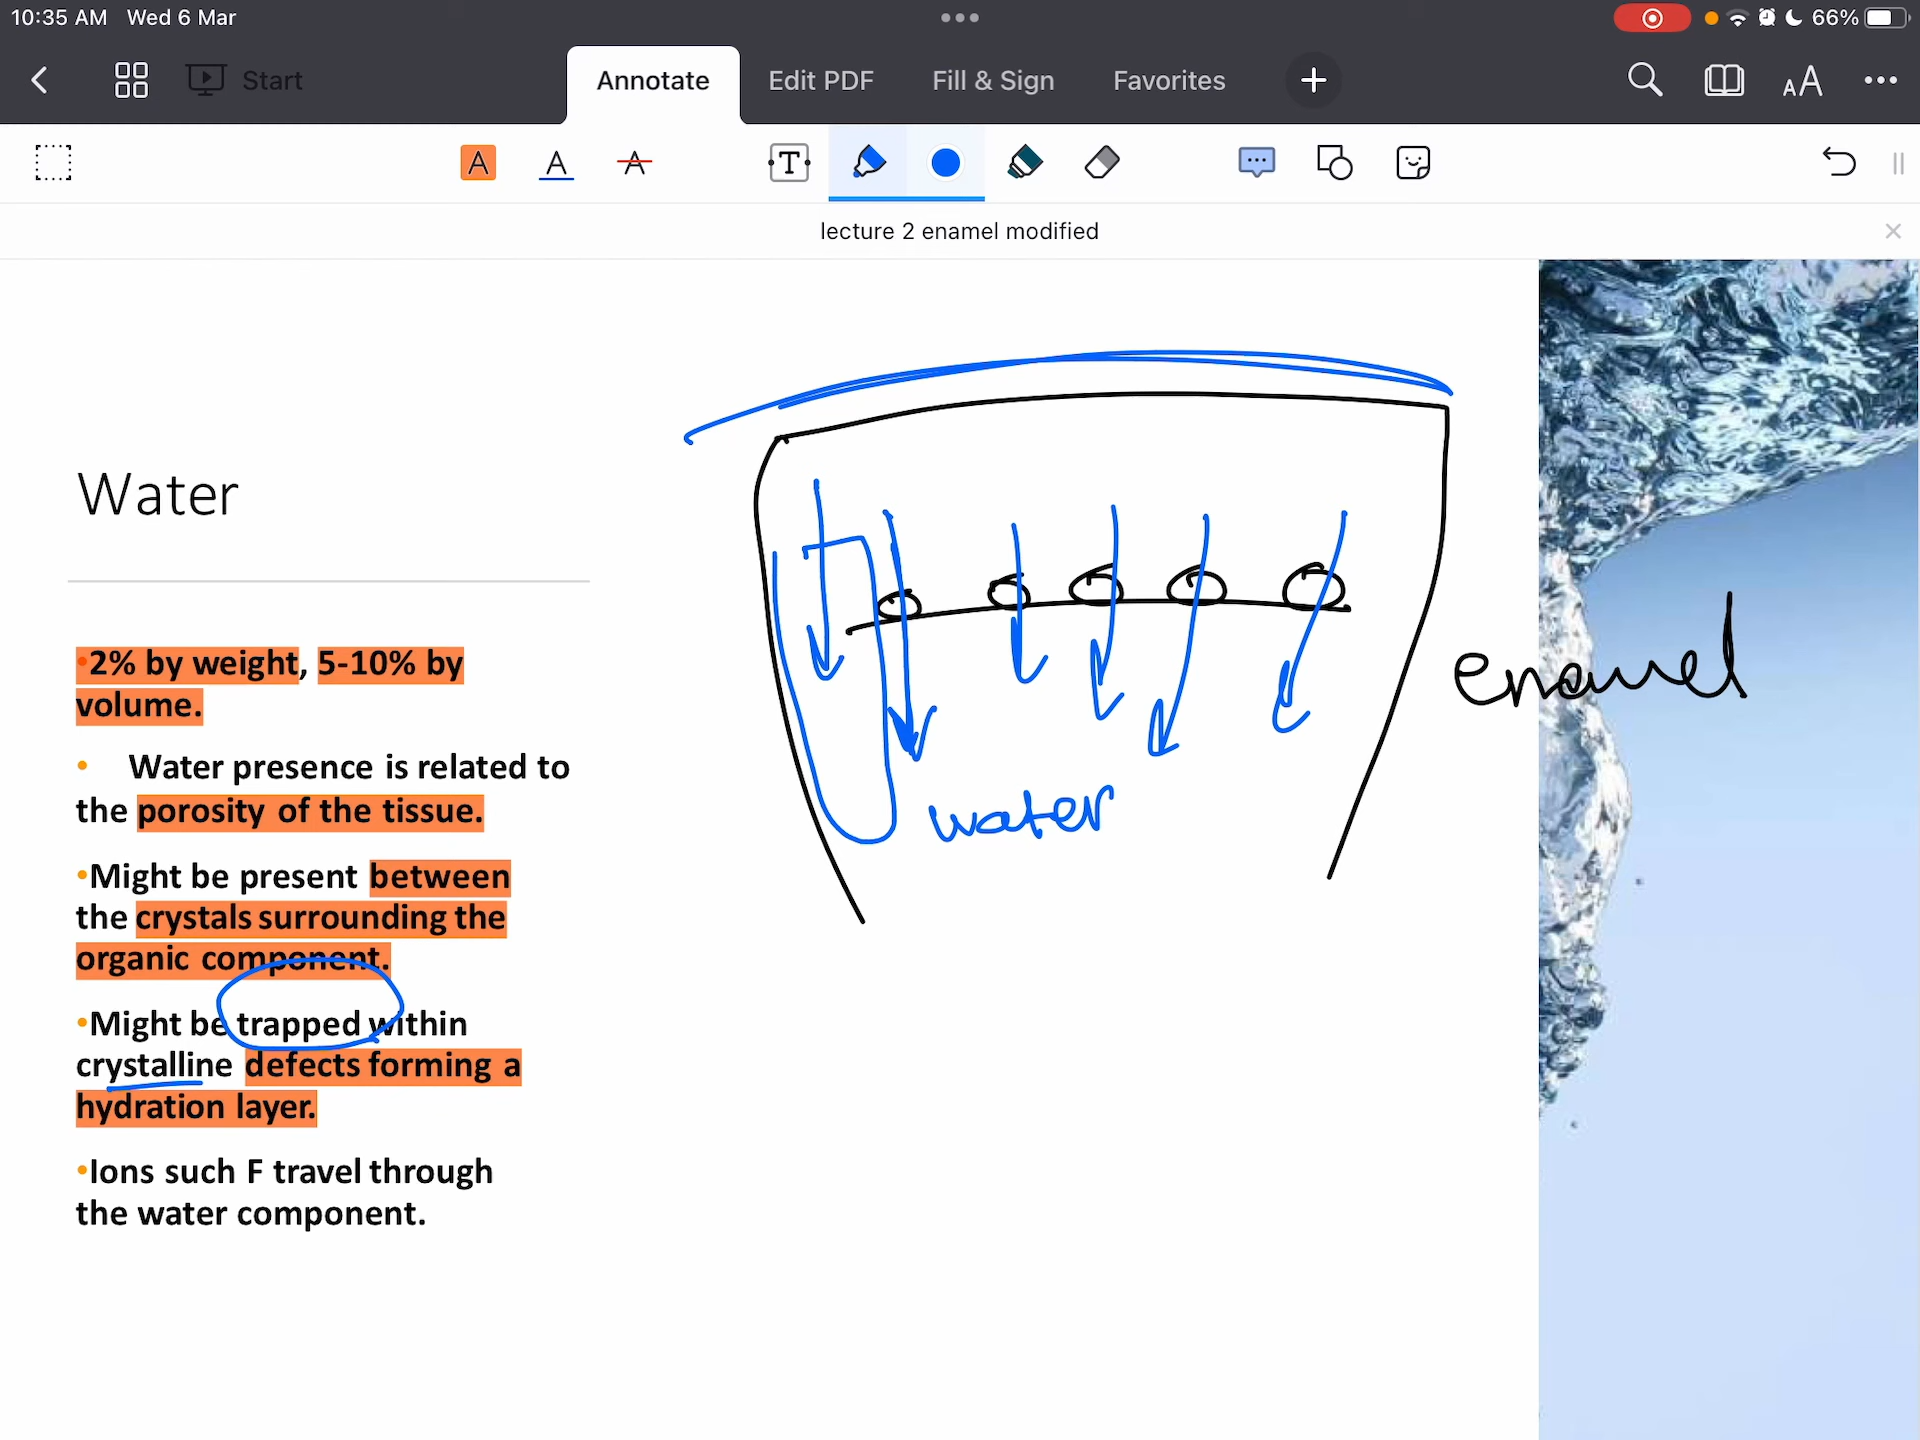 10:35 AM Wed 6 Mar
66%
Start
Annotate
Edit PDF
Fill & Sign
Favorites
A A A T
AA
lecture 2 enamel modified
Water
•2% by weight, 5-10% by
volume.
• Water presence is related to
the porosity of the tissue.
•Might be present between
the crystals surrounding the
organic component.
•Might be trapped within
crystalline defects forming a
hydration layer.
•Ions such F travel through
the water component.
enamel
water